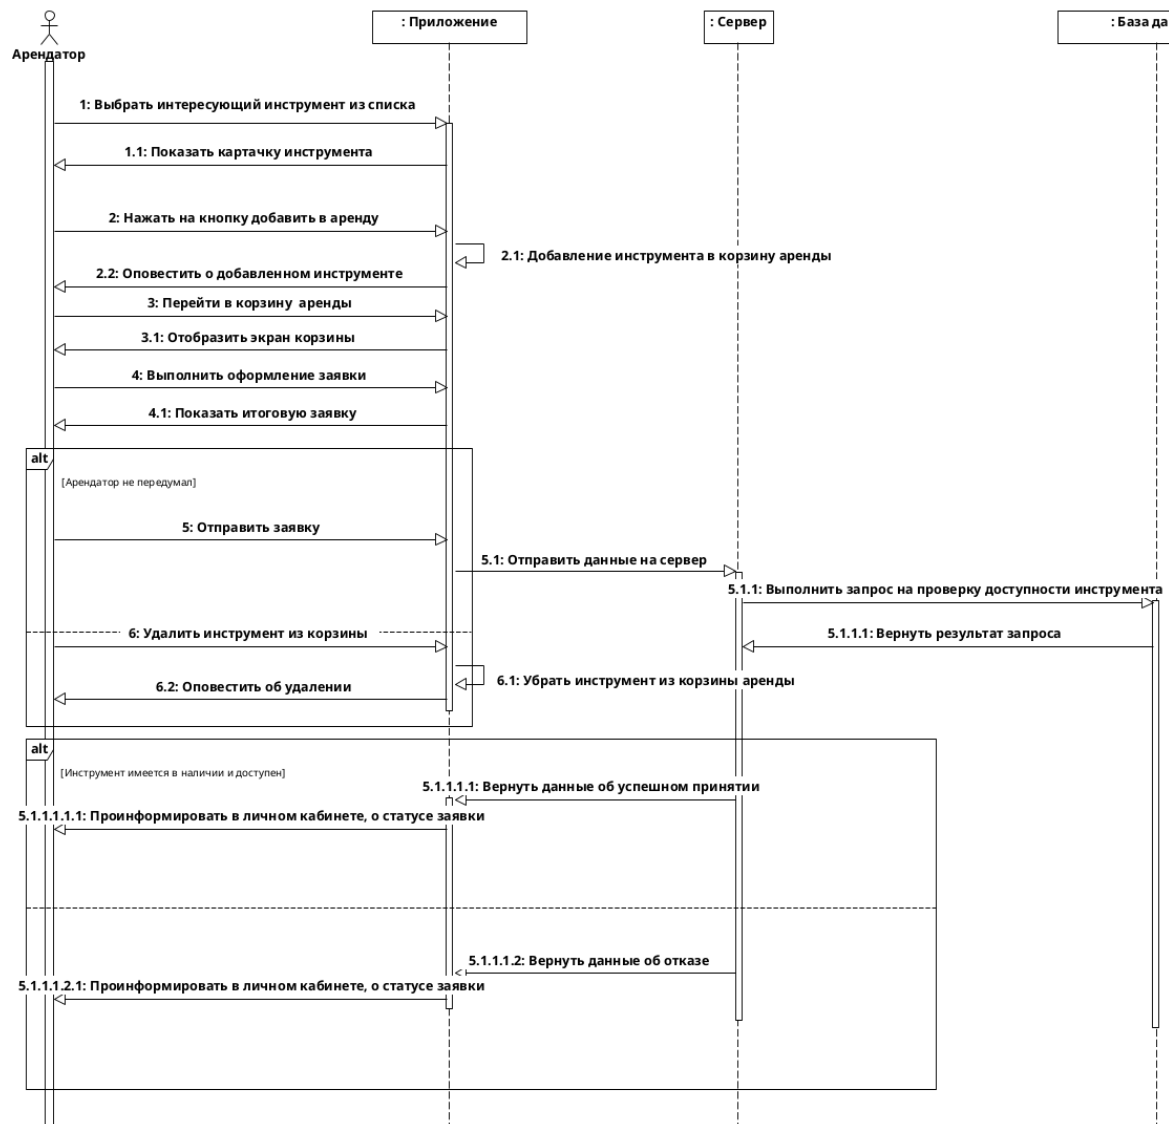 : Приложение
: Сервер
: База да
Арендатор
1: Выбрать интересующий инструмент из списка
1.1: Показать картачку инструмента
2: Нажать на кнопку добавить в аренду
2.1: Добавление инструмента в корзину аренды
2.2: Оповестить о добавленном инструменте
3: Перейти в корзину аренды
3.1: Отобразить экран корзины
4: Выполнить оформление заявки
4.1: Показать итоговую заявку
alt
[Арендатор не передумал]
5: Отправить заявку
5.1: Отправить данные на сервер
5.1.1: Выполнить запрос на проверку доступности инструмента
6: Удалить инструмент из корзины
5.1.1.1: Вернуть результат запроса
6.1: Убрать инструмент из корзины аренды
6.2: Оповестить об удалении
alt
[Инструмент имеется в наличии и доступен]
5.1.1.1.1: Вернуть данные об успешном принятии
5.1.1.1.1.1: Проинформировать в личном кабинете, о статусе заявки
5.1.1.1.2: Вернуть данные об отказе
5.1.1.1.2.1: Проинформировать в личном кабинете, о статусе заявки